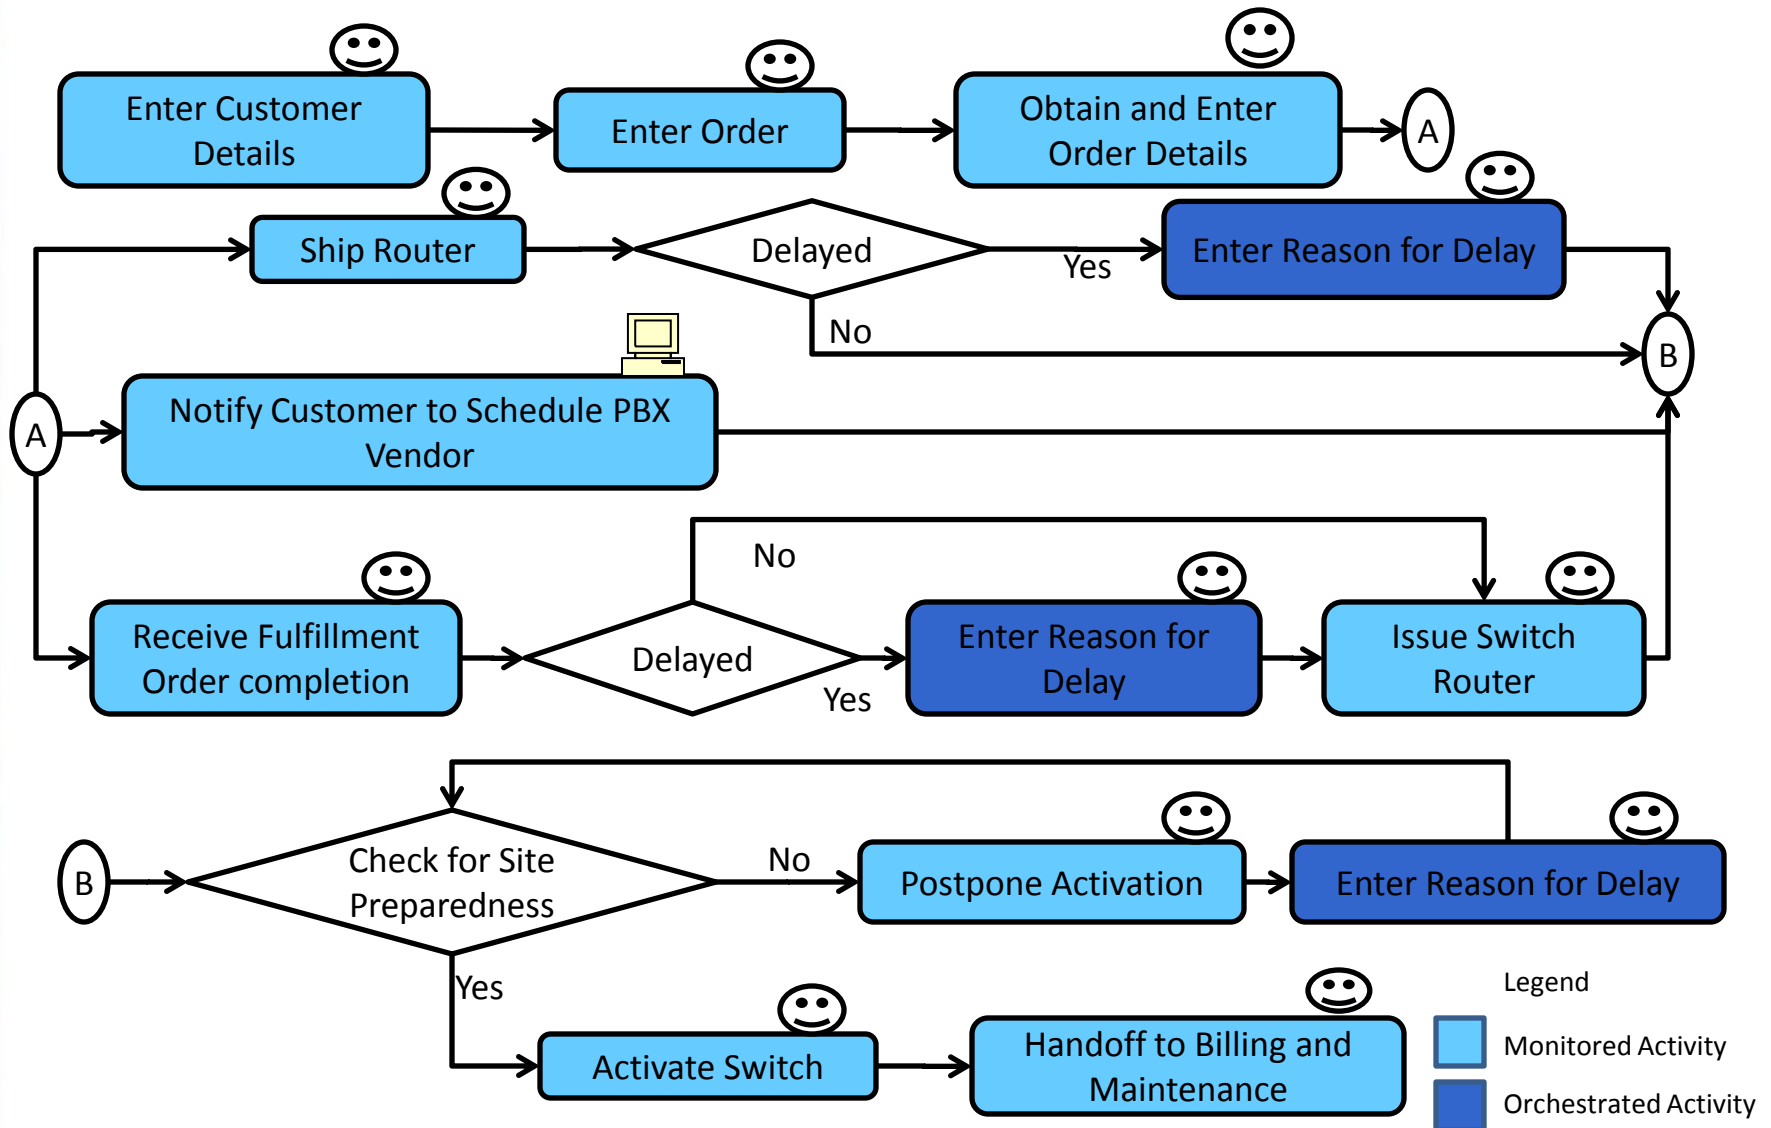 Enter Customer
Details
Enter Order
Obtain and Enter
Order Details
A
Ship Router
Delayed
Yes
Enter Reason for Delay
No
B
A
Notify Customer to Schedule PBX
Vendor
No
Receive Fulfillment
Order completion
Delayed
Yes
Enter Reason for
Delay
Issue Switch
Router
B
Check for Site
Preparedness
No
Postpone Activation
Enter Reason for Delay
Yes
Activate Switch
Handoff to Billing and
Maintenance
Legend
Monitored Activity
Orchestrated Activity